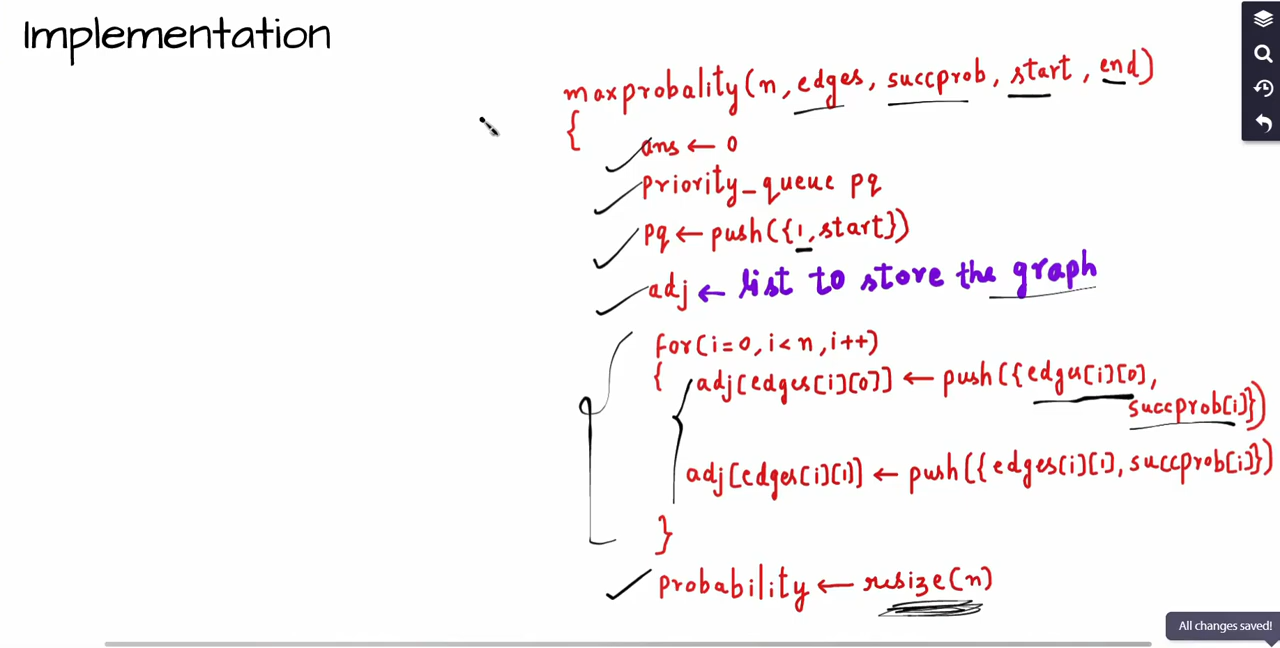 Implementation
maxprobality(n, edges, succprob, start, end)
{
ans ← 0
priority_queue pq
pq ← push({1, start})
adj ← list to store the graph
for(i=0, i<n, i++)
{ adj[edges[i][0]] ← push({edges[i][0],
succprob[i]})
adj[edges[i][1]] ← push({edges[i][1], succprob[i]})
}
probability ← resize(n)
All changes saved!